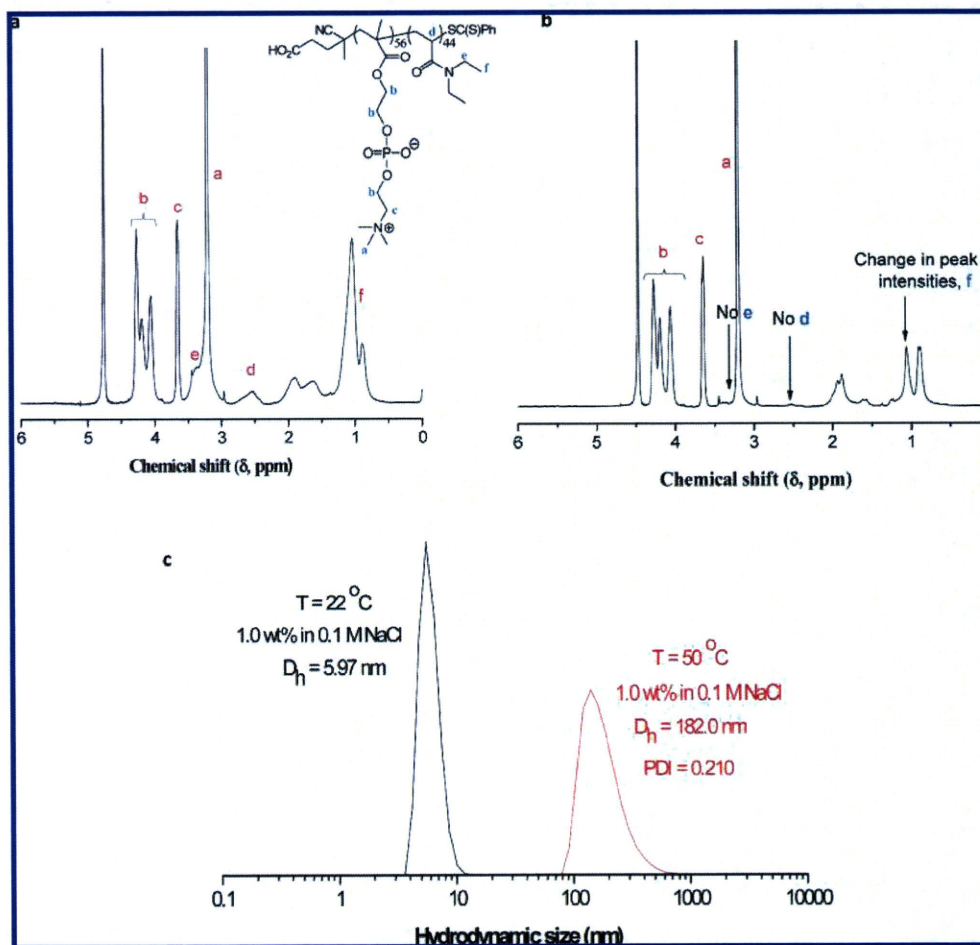 a
NC
56
44
SC(S)Ph
HO₂C
d
O
O
N
e
f
O
b
b
O
O=P-O⊖
O
b
c
N⊕
a
b
c
a
e
d
f
6 5 4 3 2 1 0
Chemical shift (δ, ppm)
b
a
b
c
No e
No d
Change in peak
intensities, f
6 5 4 3 2 1
Chemical shift (δ, ppm)
c
T = 22 °C
1.0 wt% in 0.1 M NaCl
Dh = 5.97 nm
T = 50 °C
1.0 wt% in 0.1 M NaCl
Dh = 182.0 nm
PDI = 0.210
0.1 1 10 100 1000 10000
Hydrodynamic size (nm)